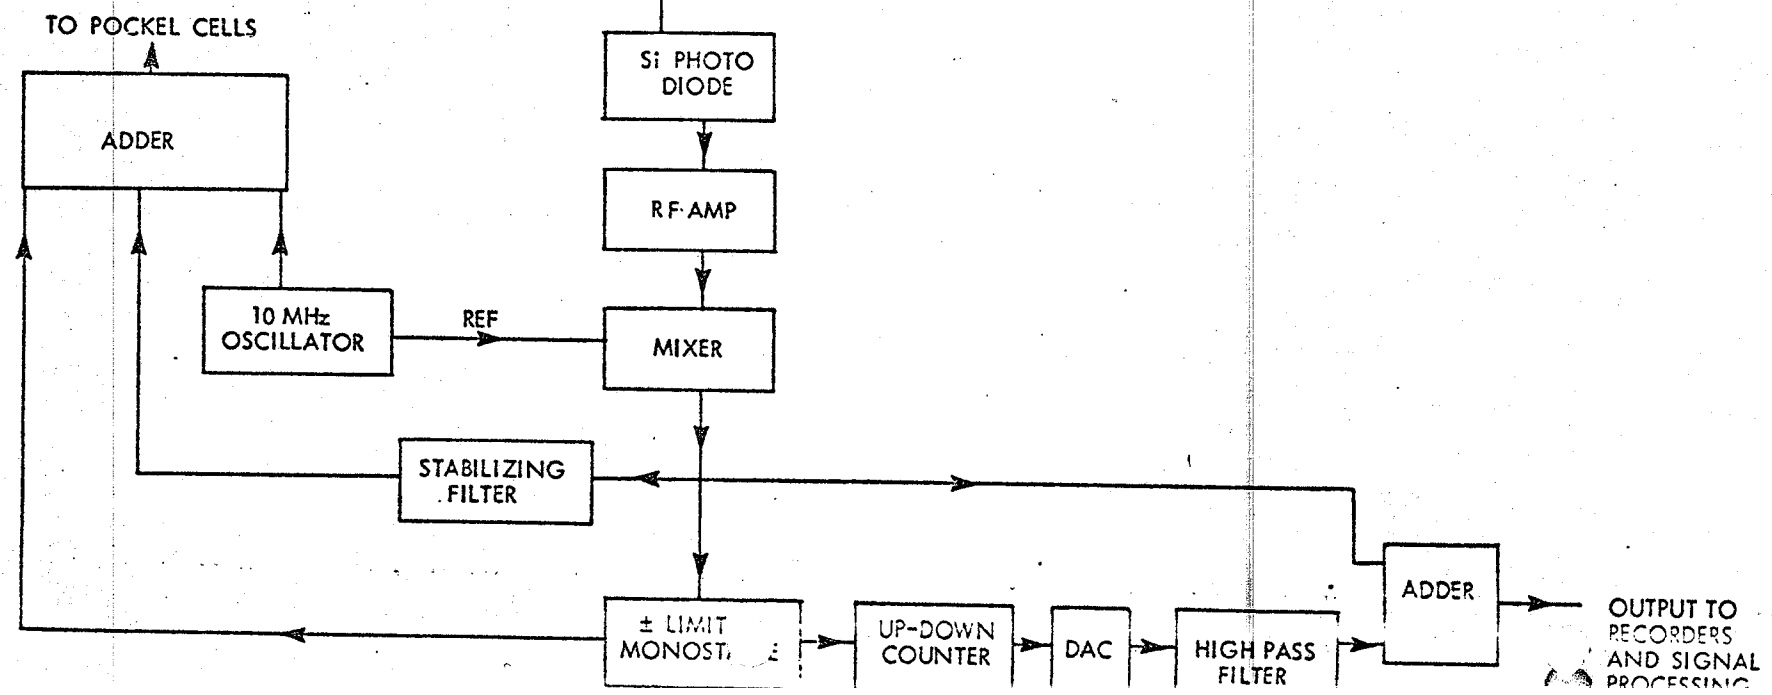 TO POCKEL CELLS
Si PHOTO
DIODE
ADDER
RF AMP
10 MHz
OSCILLATOR
REF
MIXER
STABILIZING
FILTER
ADDER
± LIMIT
UP-DOWN
COUNTER
DAC
HIGH PASS
FILTER
OUTPUT TO
RECORDERS
AND SIGNAL
PROCESSING